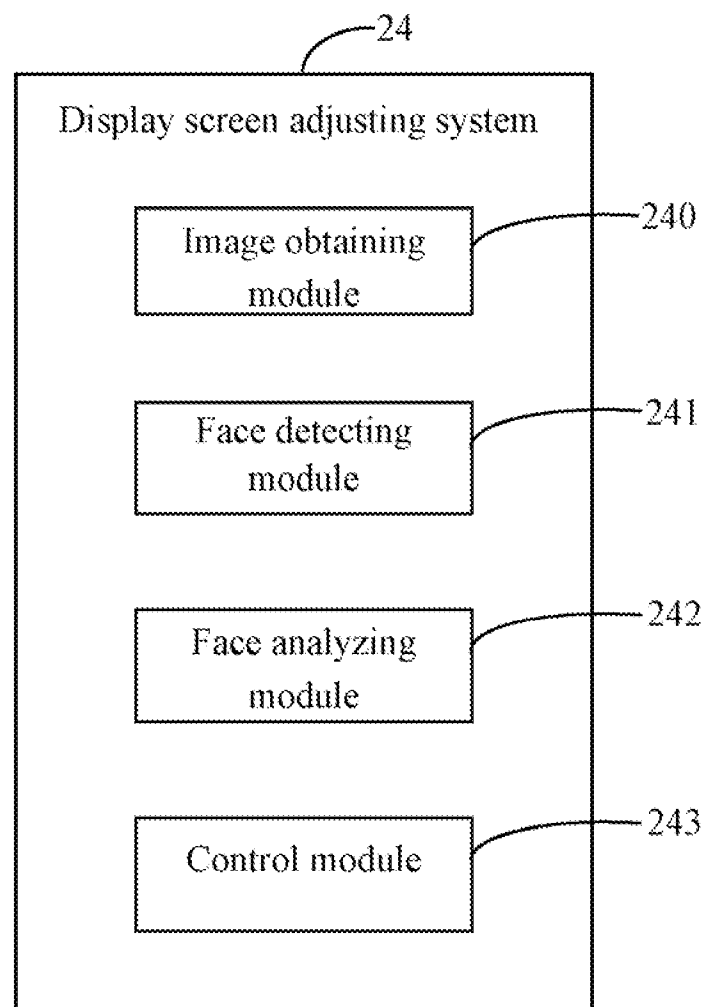 24
Display screen adjusting system
Image obtaining
module
240
Face detecting
module
241
Face analyzing
module
242
Control module
243